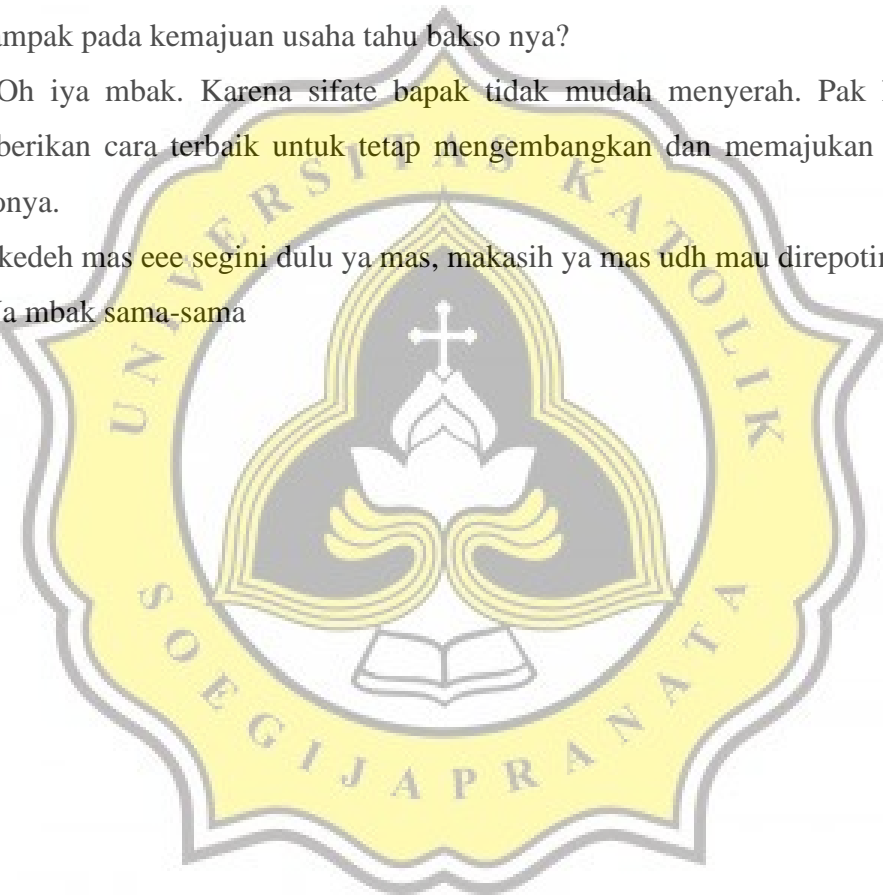 ampak pada kemajuan usaha tahu bakso nya?
Oh iya mbak. Karena sifate bapak tidak mudah menyerah. Pak
berikan cara terbaik untuk tetap mengembangkan dan memajukan
onya.
kedeh mas eee segini dulu ya mas, makasih ya mas udh mau direpotin
a mbak sama-sama
UNIVERSITAS KATOLIK
SOEGIJAPRANATA